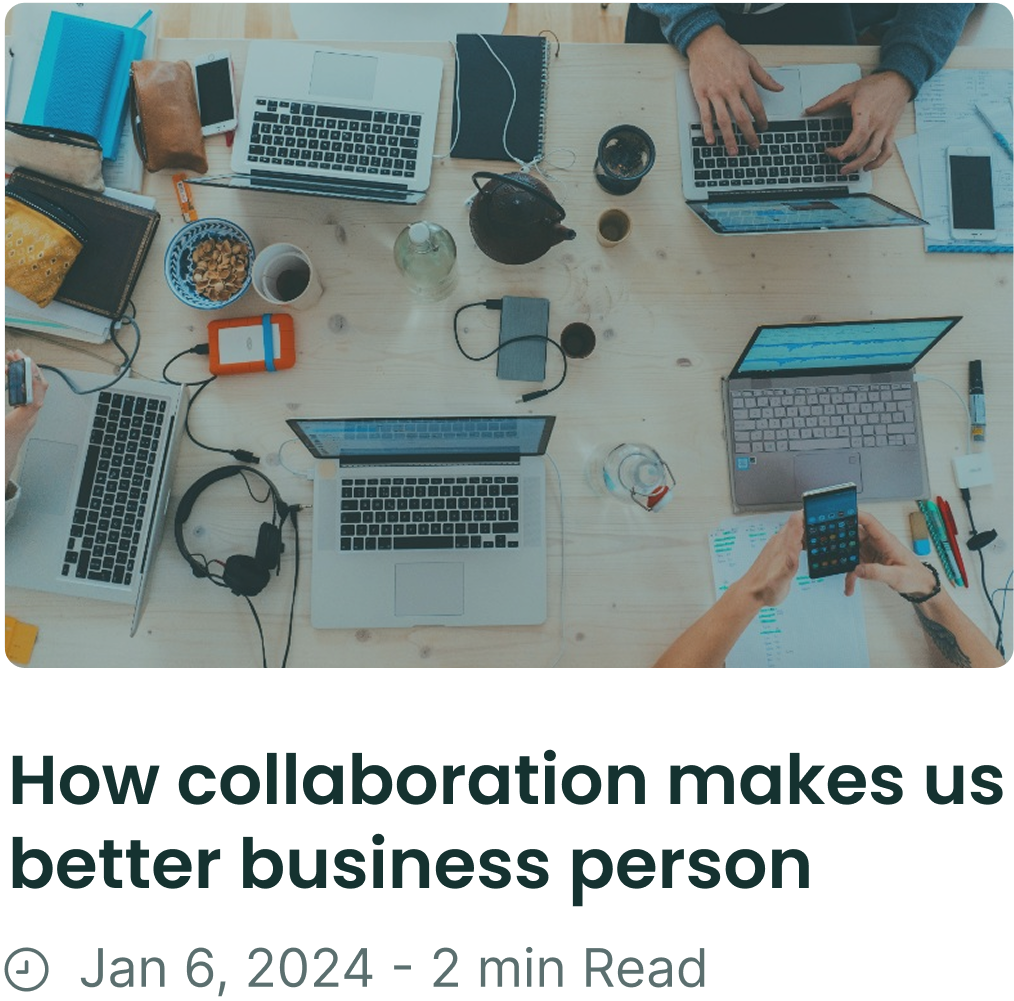 How collaboration makes us
better business person
Jan 6, 2024 - 2 min Read